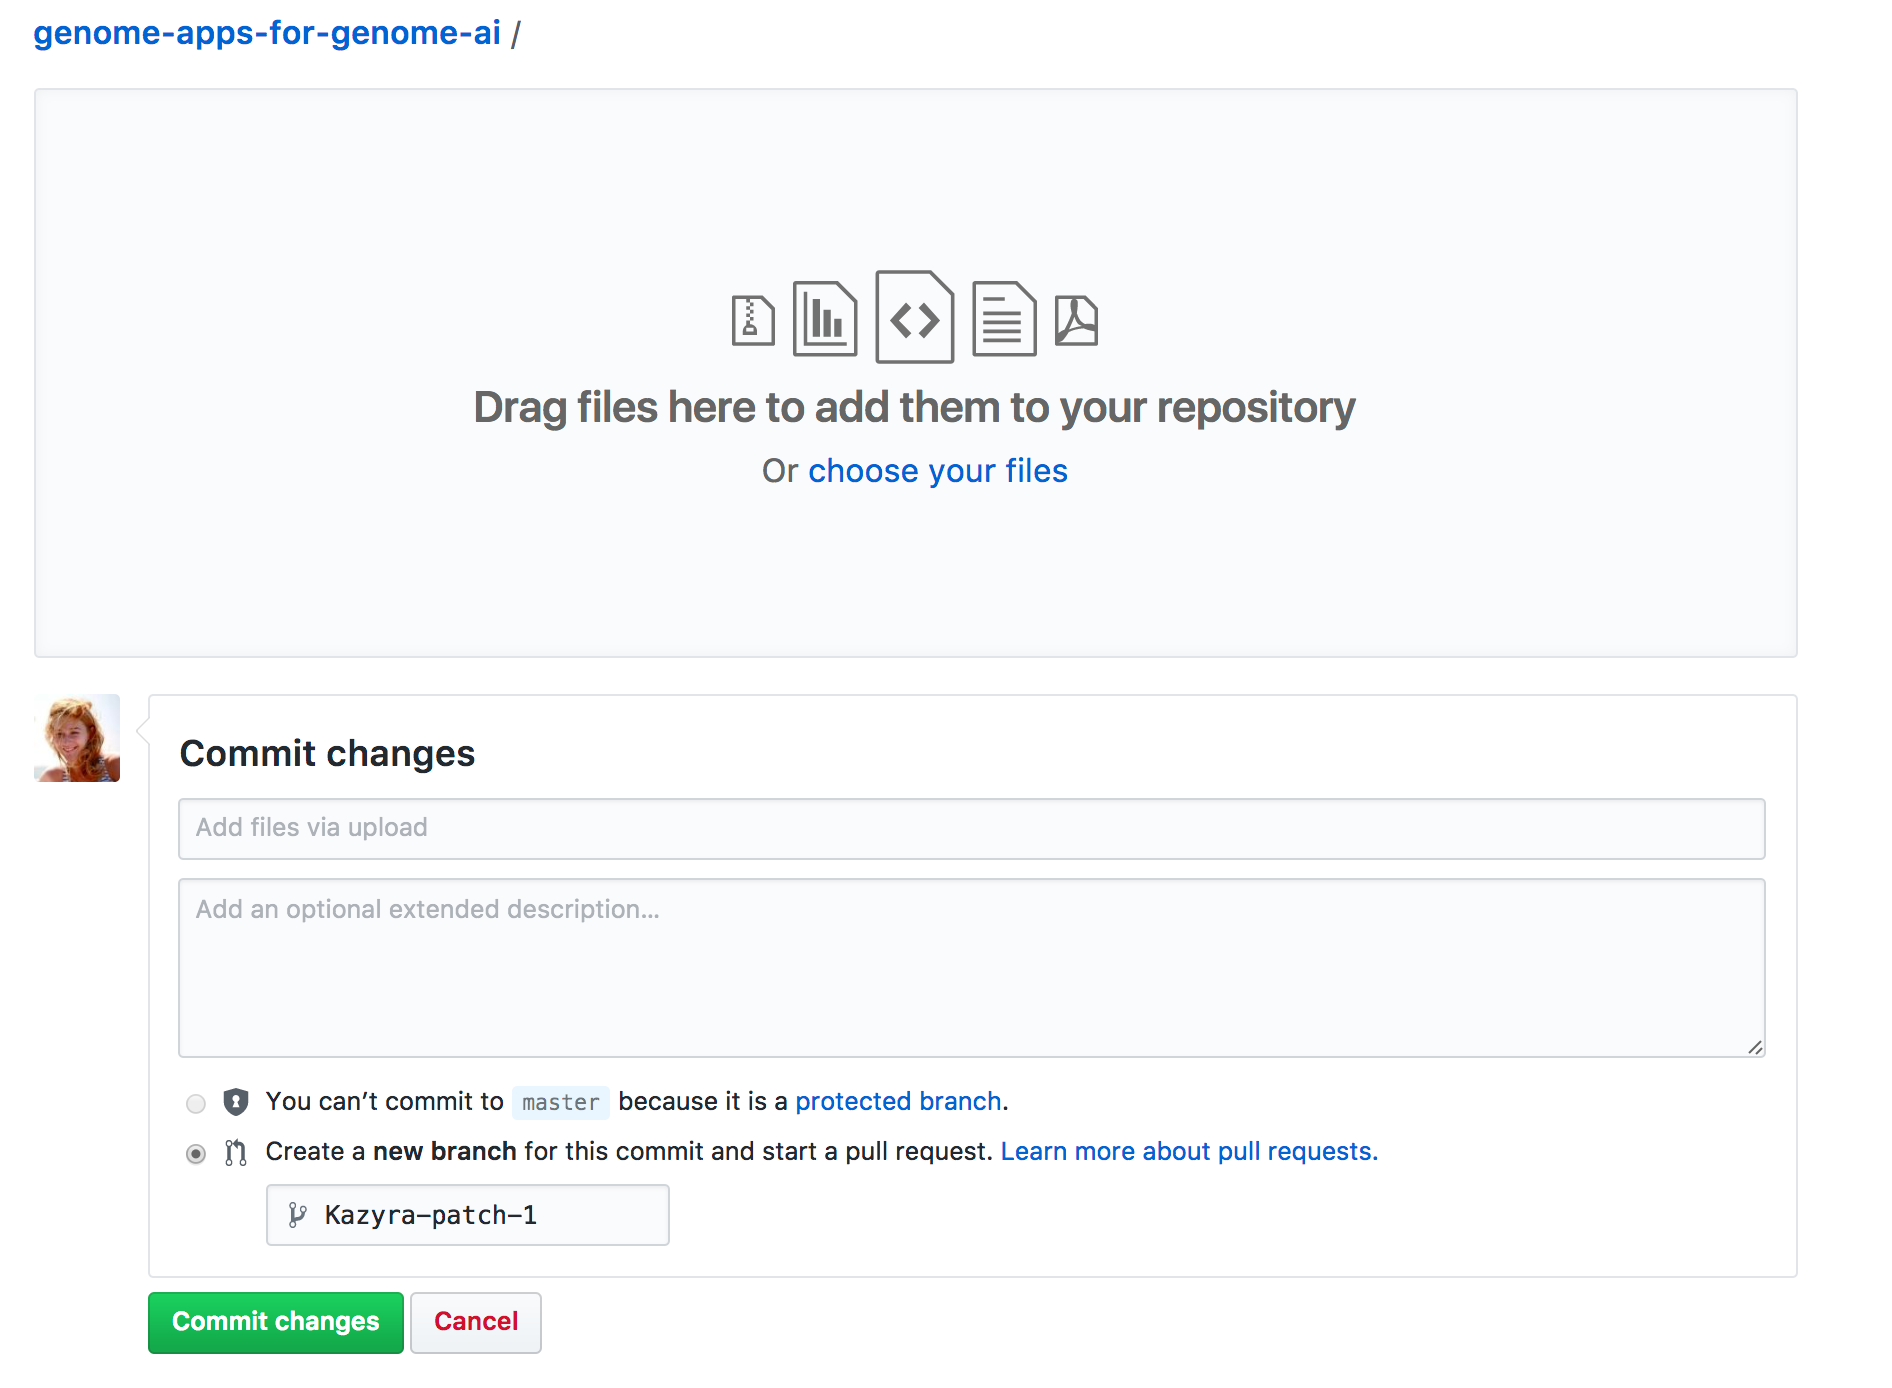 genome-apps-for-genome-ai /
Drag files here to add them to your repository
Or choose your files
Commit changes
Add files via upload
Add an optional extended description...
You can’t commit to master because it is a protected branch.
Create a new branch for this commit and start a pull request. Learn more about pull requests.
Kazyra-patch-1
Commit changes Cancel